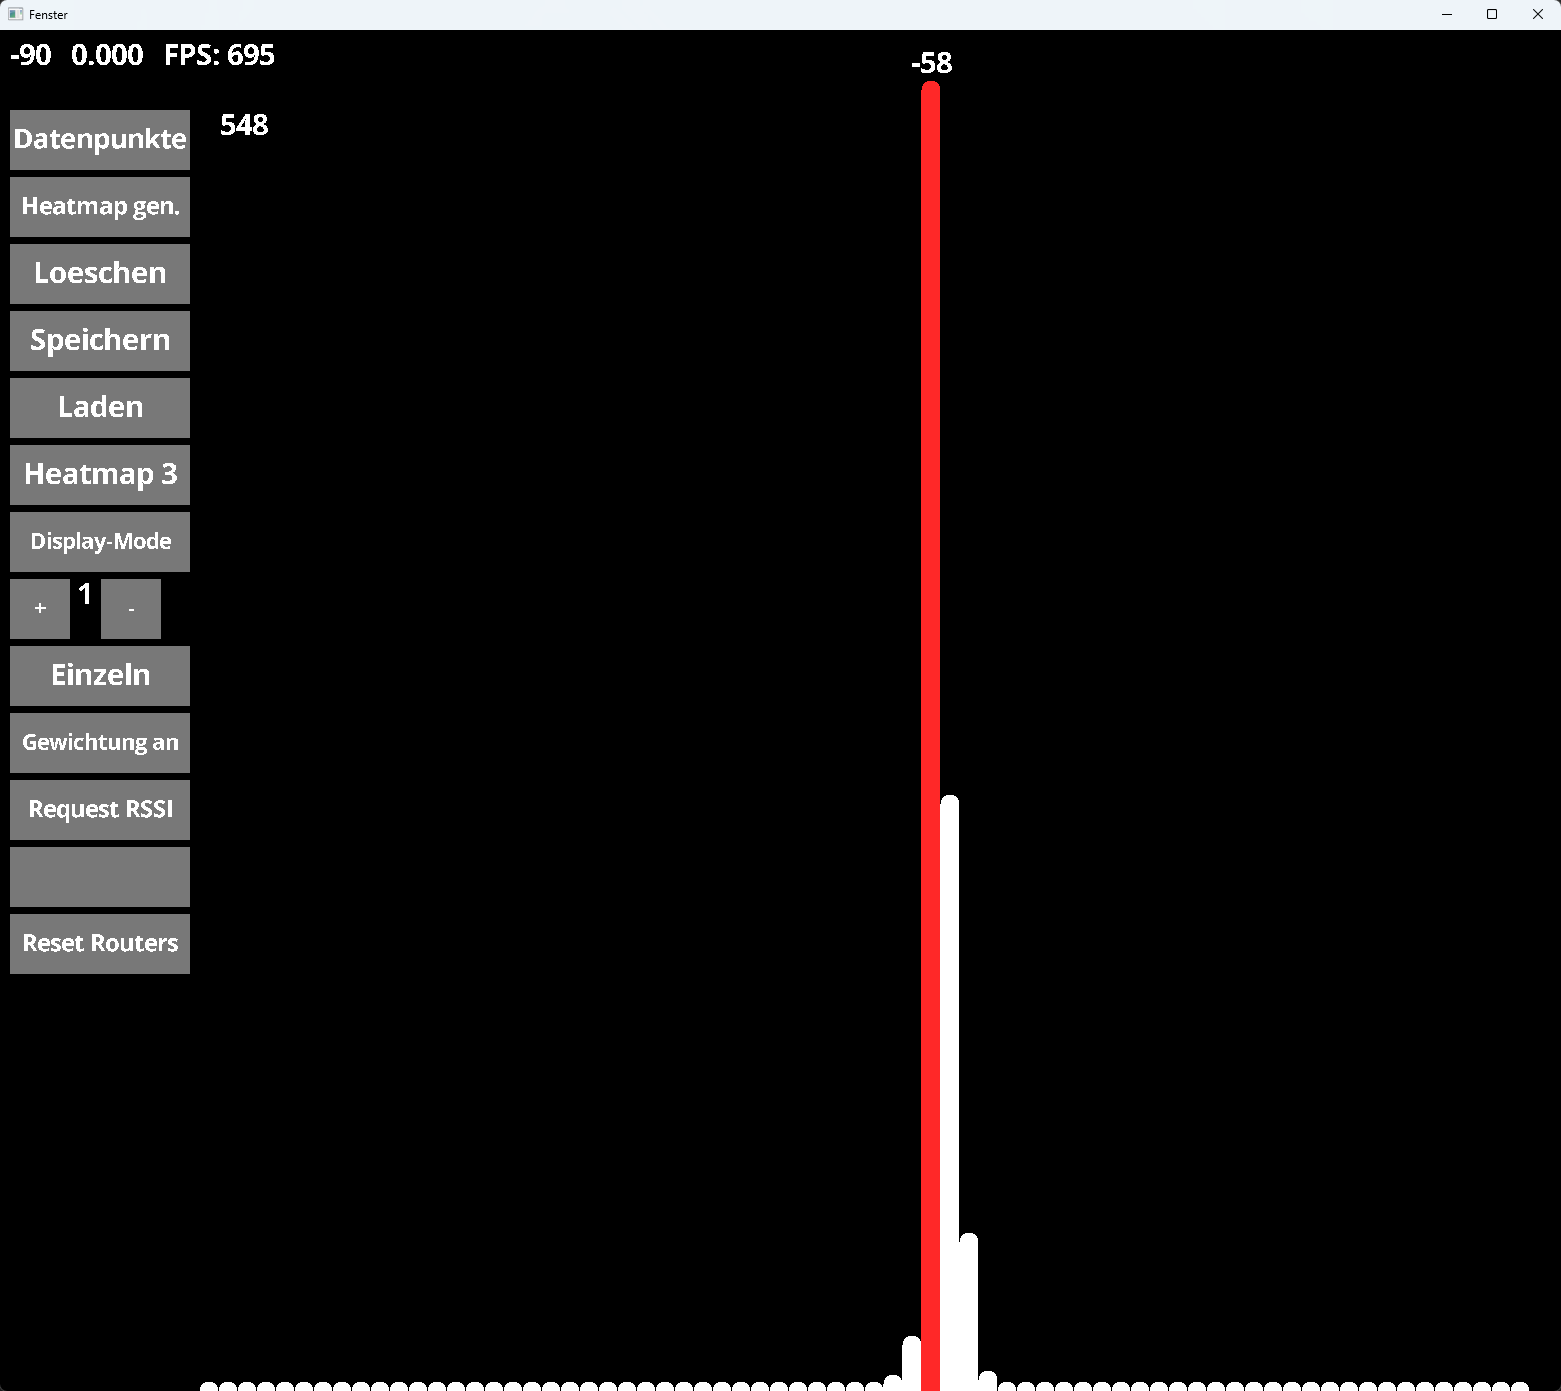 Fenster
-90 0.000 FPS: 695
-58
Datenpunkte
548
Heatmap gen.
Loeschen
Speichern
Laden
Heatmap 3
Display-Mode
+ 1 -
Einzeln
Gewichtung an
Request RSSI
Reset Routers